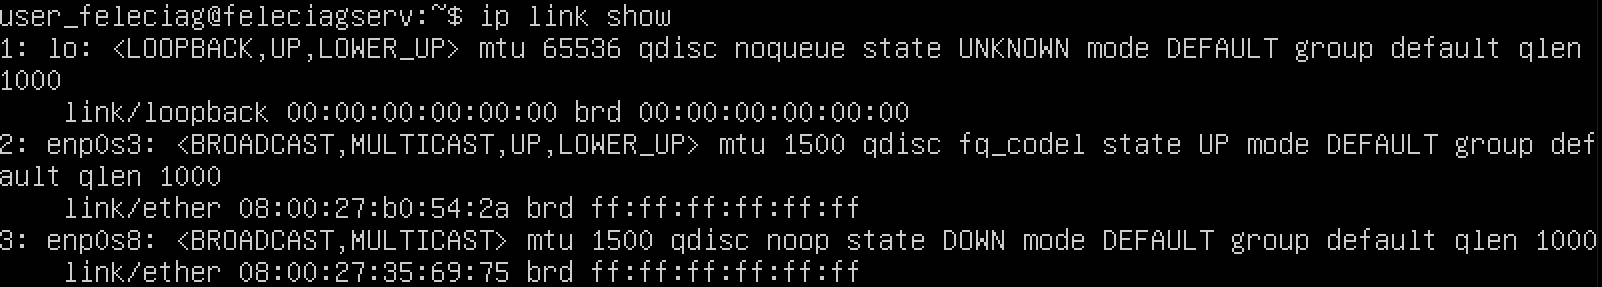 user_feleciag@feleciagserv:~$ ip link show
1: lo: <LOOPBACK,UP,LOWER_UP> mtu 65536 qdisc noqueue state UNKNOWN mode DEFAULT group default qlen
1000
    link/loopback 00:00:00:00:00:00 brd 00:00:00:00:00:00
2: enp0s3: <BROADCAST,MULTICAST,UP,LOWER_UP> mtu 1500 qdisc fq_codel state UP mode DEFAULT group def
ault qlen 1000
    link/ether 08:00:27:b0:54:2a brd ff:ff:ff:ff:ff:ff
3: enp0s8: <BROADCAST,MULTICAST> mtu 1500 qdisc noop state DOWN mode DEFAULT group default qlen 1000
    link/ether 08:00:27:35:69:75 brd ff:ff:ff:ff:ff:ff